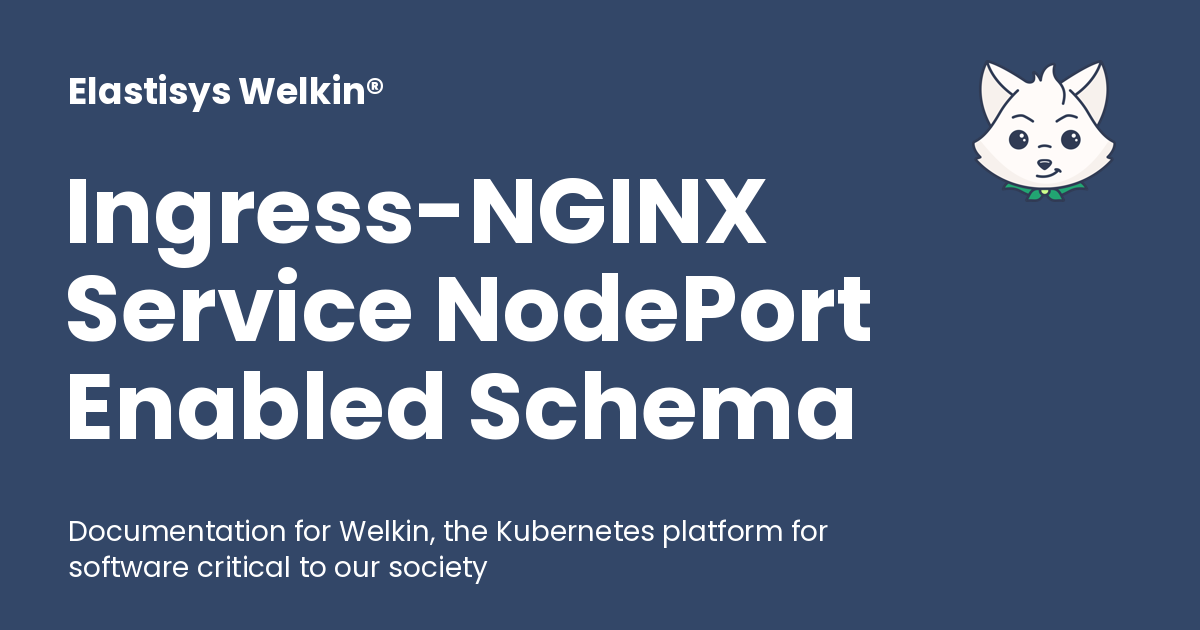 Elastisys Welkin®
Ingress-NGINX
Service NodePort
Enabled Schema
Documentation for Welkin, the Kubernetes platform for
software critical to our society